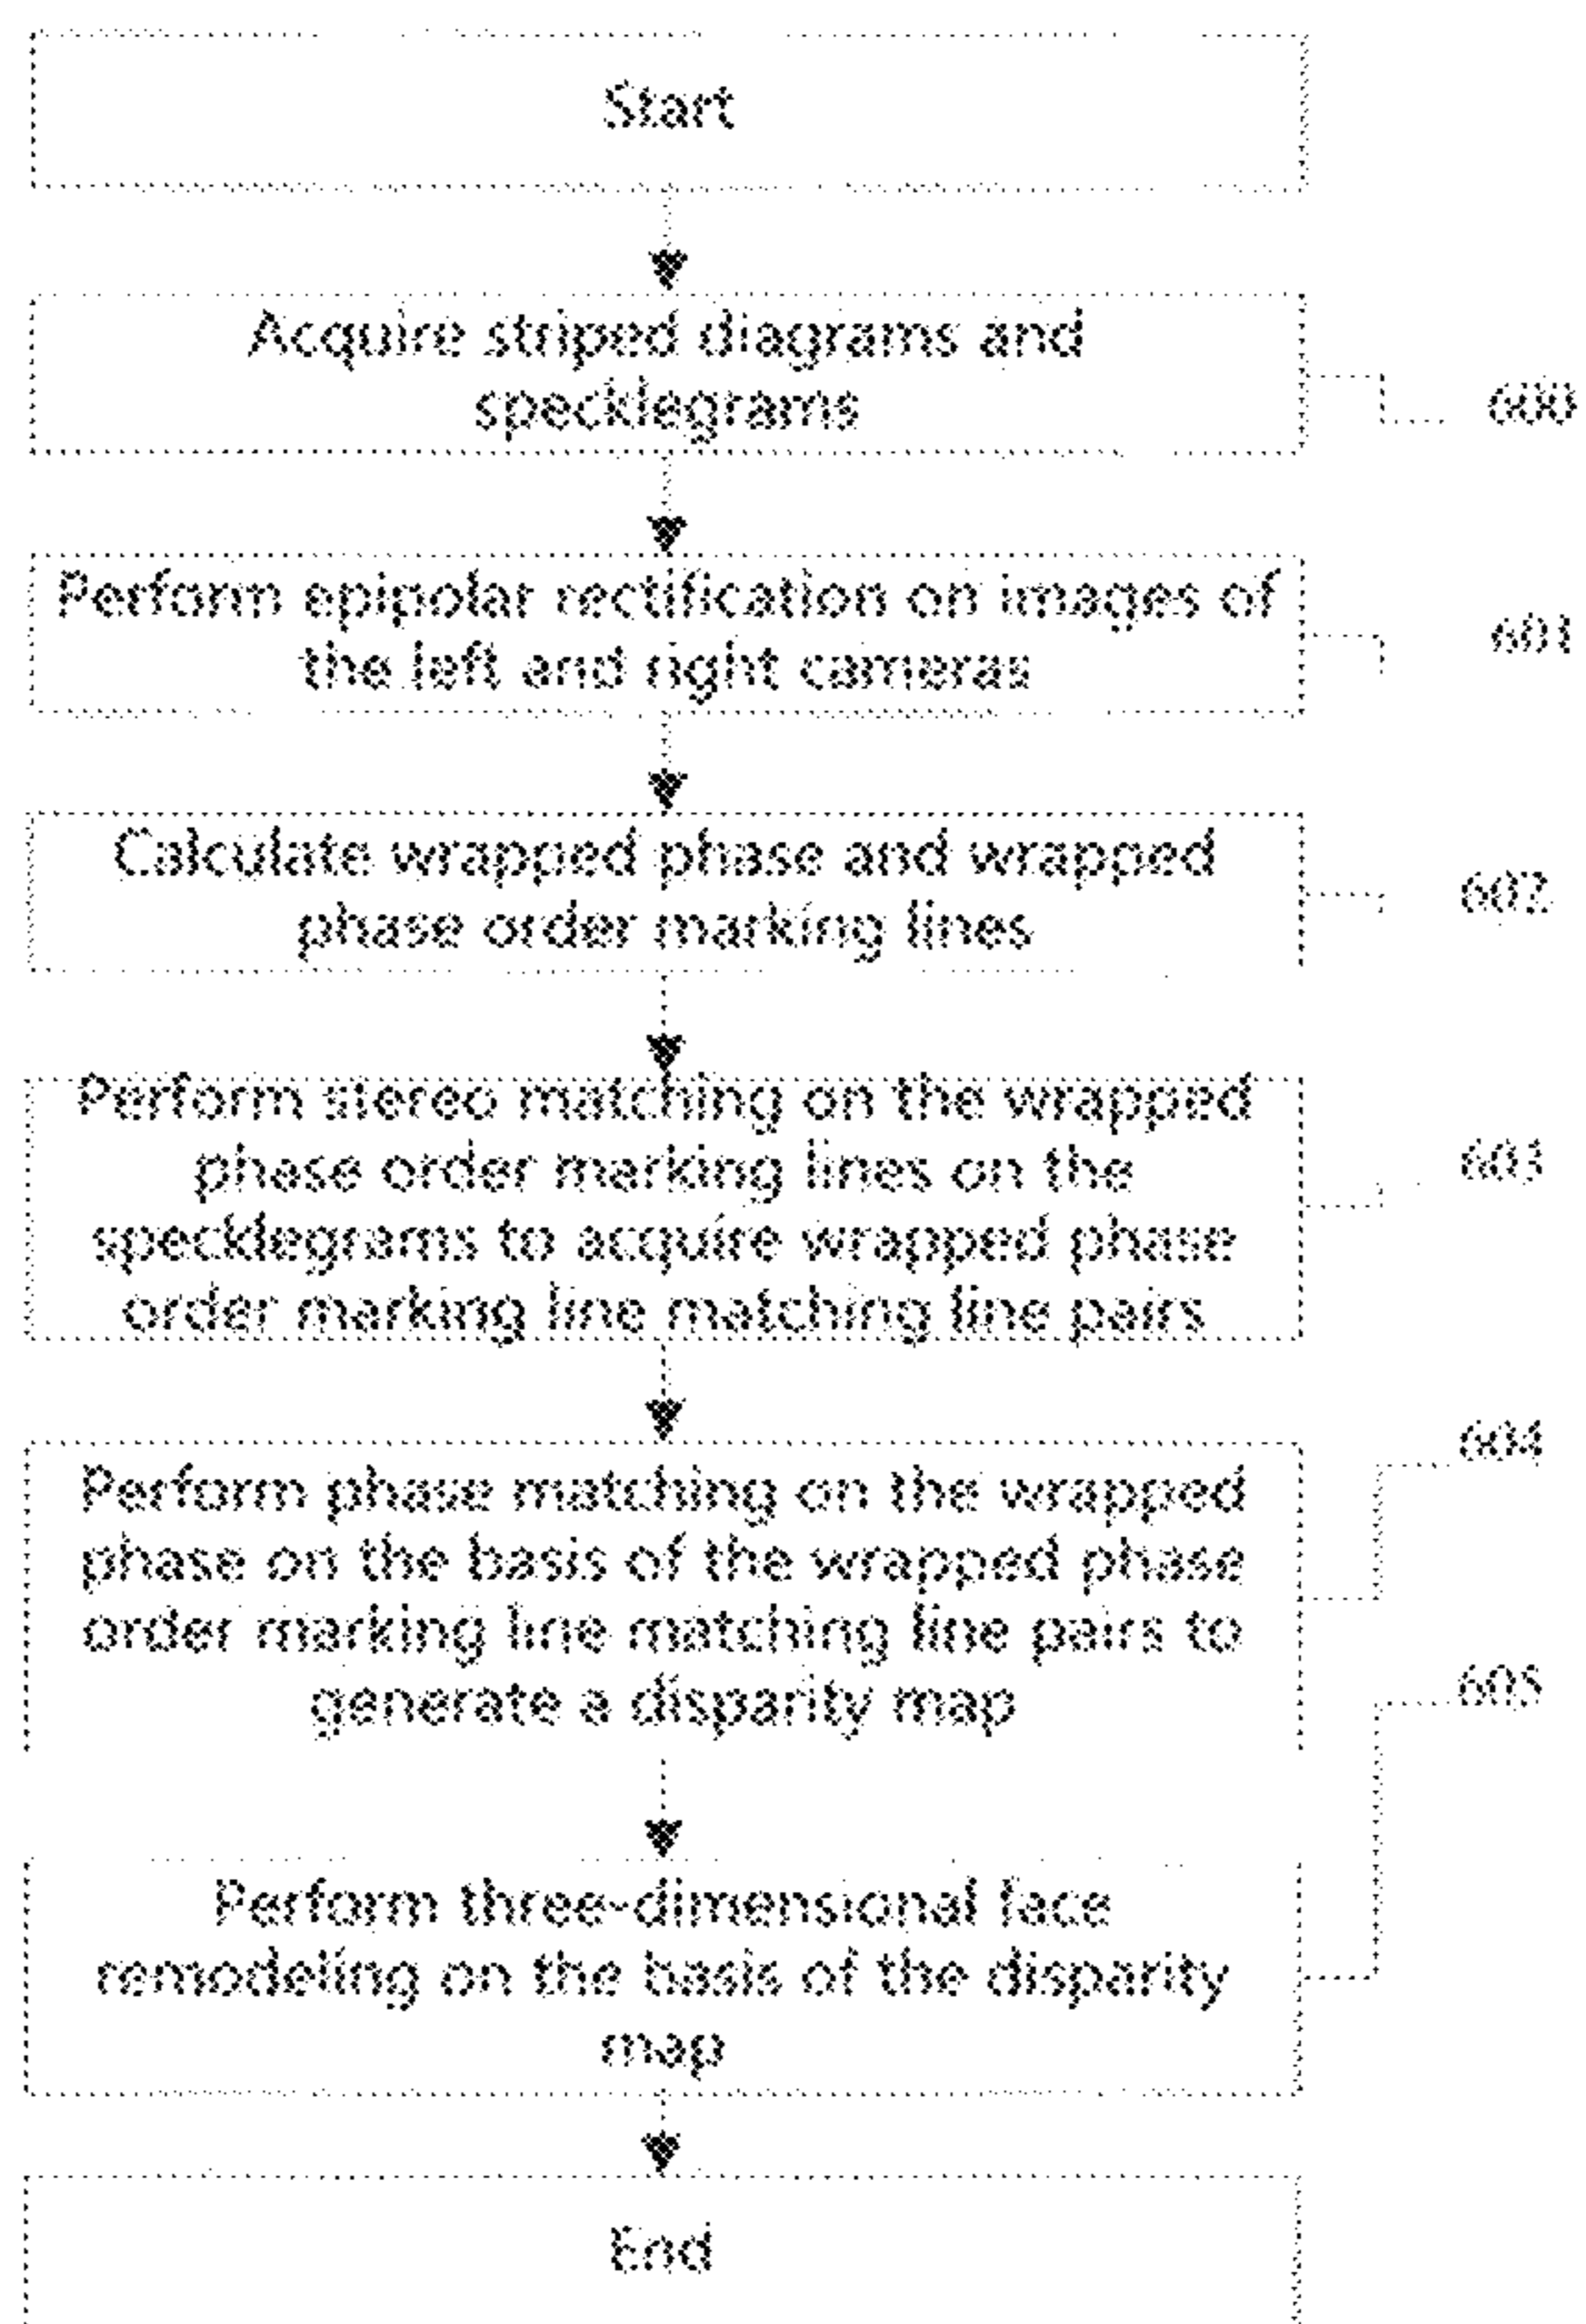 Start
Acquire striped diagrams and
specklegrams
600
Perform epipolar rectification on images of
the left and right cameras
601
Calculate wrapped phase and wrapped
phase order marking lines
602
Perform stereo matching on the wrapped
phase order marking lines on the
specklegrams to acquire wrapped phase
order marking line matching line pairs
603
Perform phase matching on the wrapped
phase on the basis of the wrapped phase
order marking line matching line pairs to
generate a disparity map
604
Perform three-dimensional face
remodeling on the basis of the disparity
map
605
End